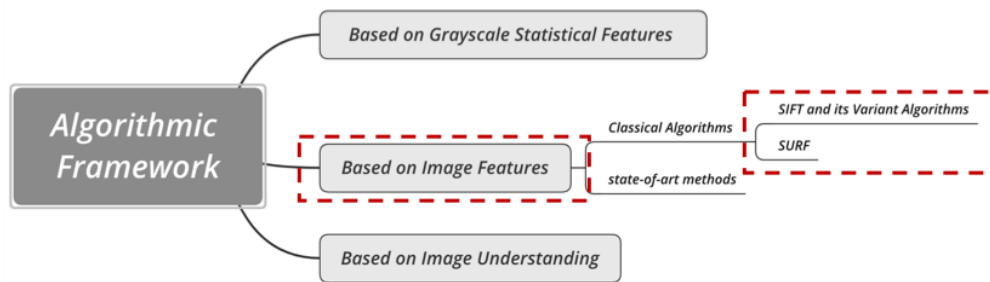 Based on Grayscale Statistical Features
Algorithmic
Framework
Based on Image Features
Classical Algorithms
state-of-art methods
SIFT and its Variant Algorithms
SURF
Based on Image Understanding